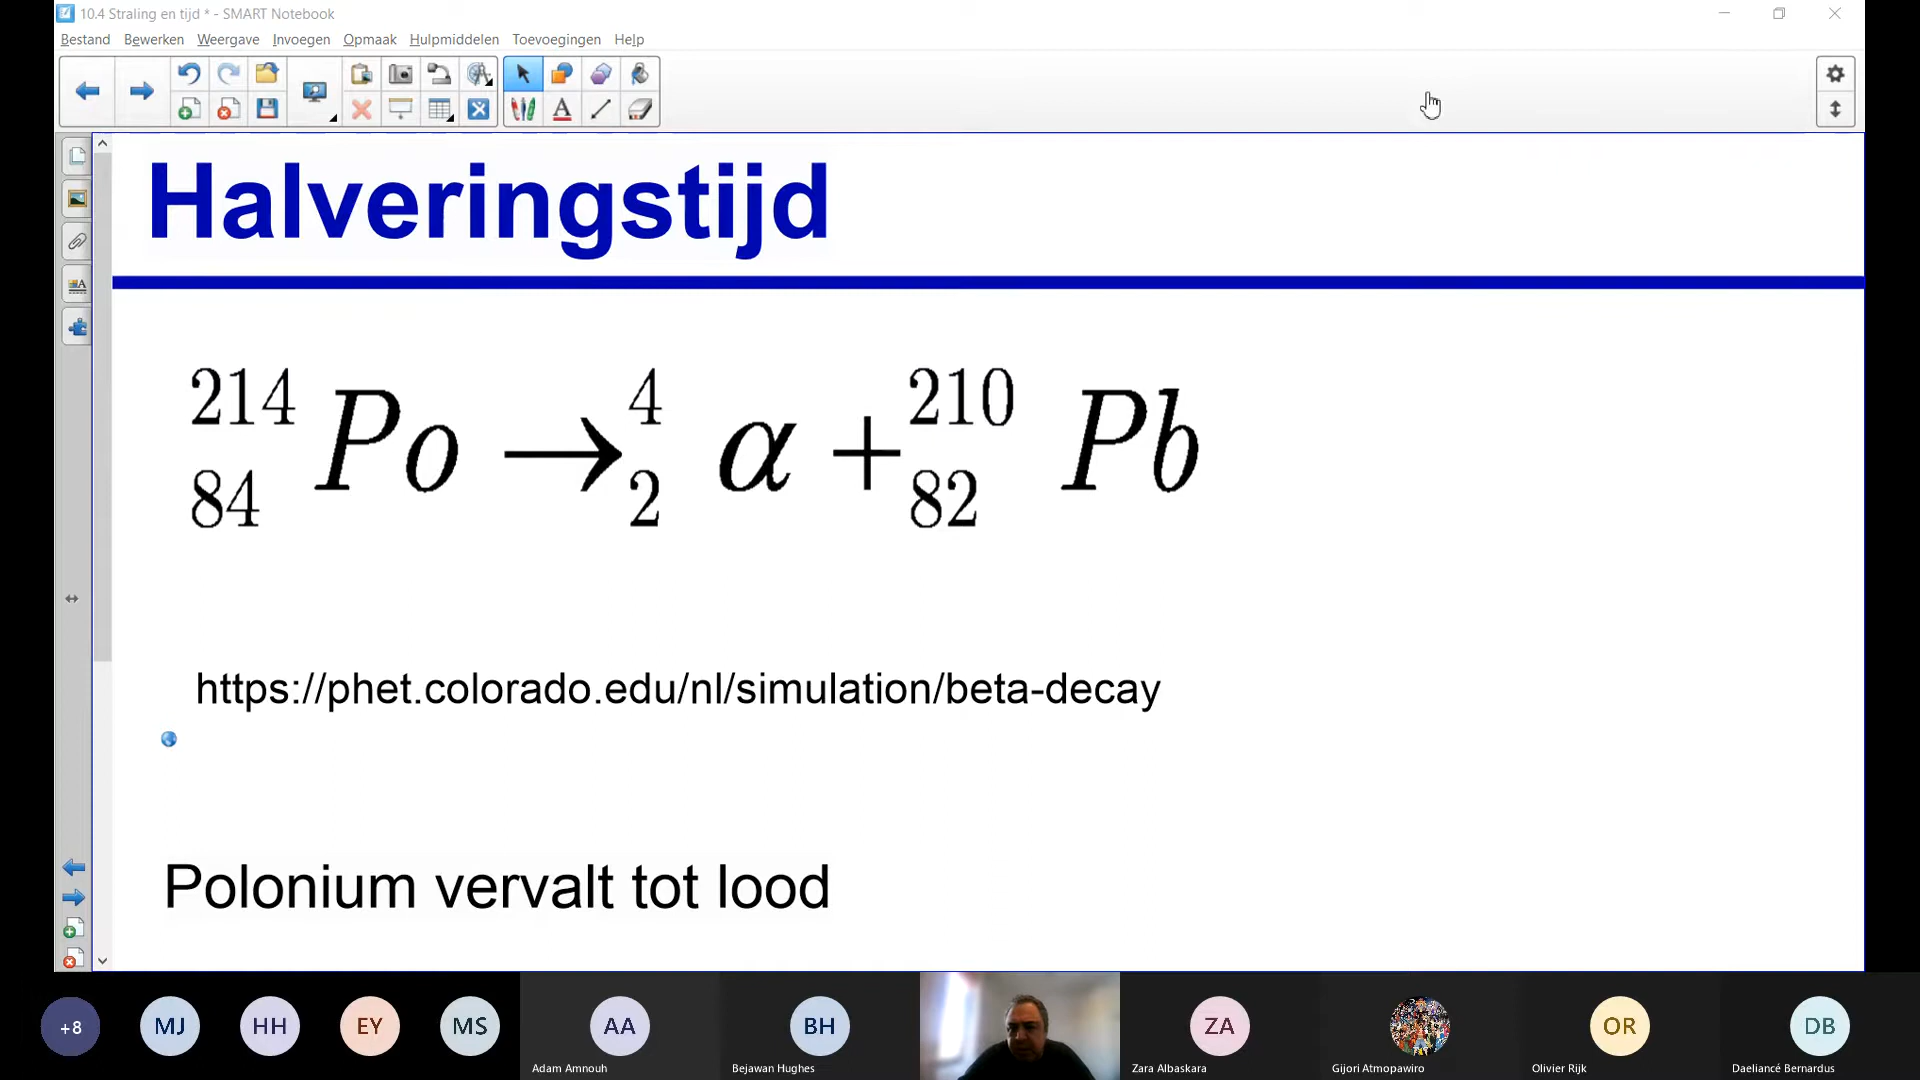 10.4 Straling en tijd * - SMART Notebook
Bestand Bewerken Weergave Invoegen Opmaak Hulpmiddelen Toevoegingen Help
Halveringstijd
214 4 210
Po → α + Pb
84 2 82
https://phet.colorado.edu/nl/simulation/beta-decay
Polonium vervalt tot lood
+8 MJ HH EY MS AA BH ZA OR DB
Adam Amnouh Bejawan Hughes Zara Albaskara Gijori Atmopawiro Olivier Rijk Daeliancé Bernardus